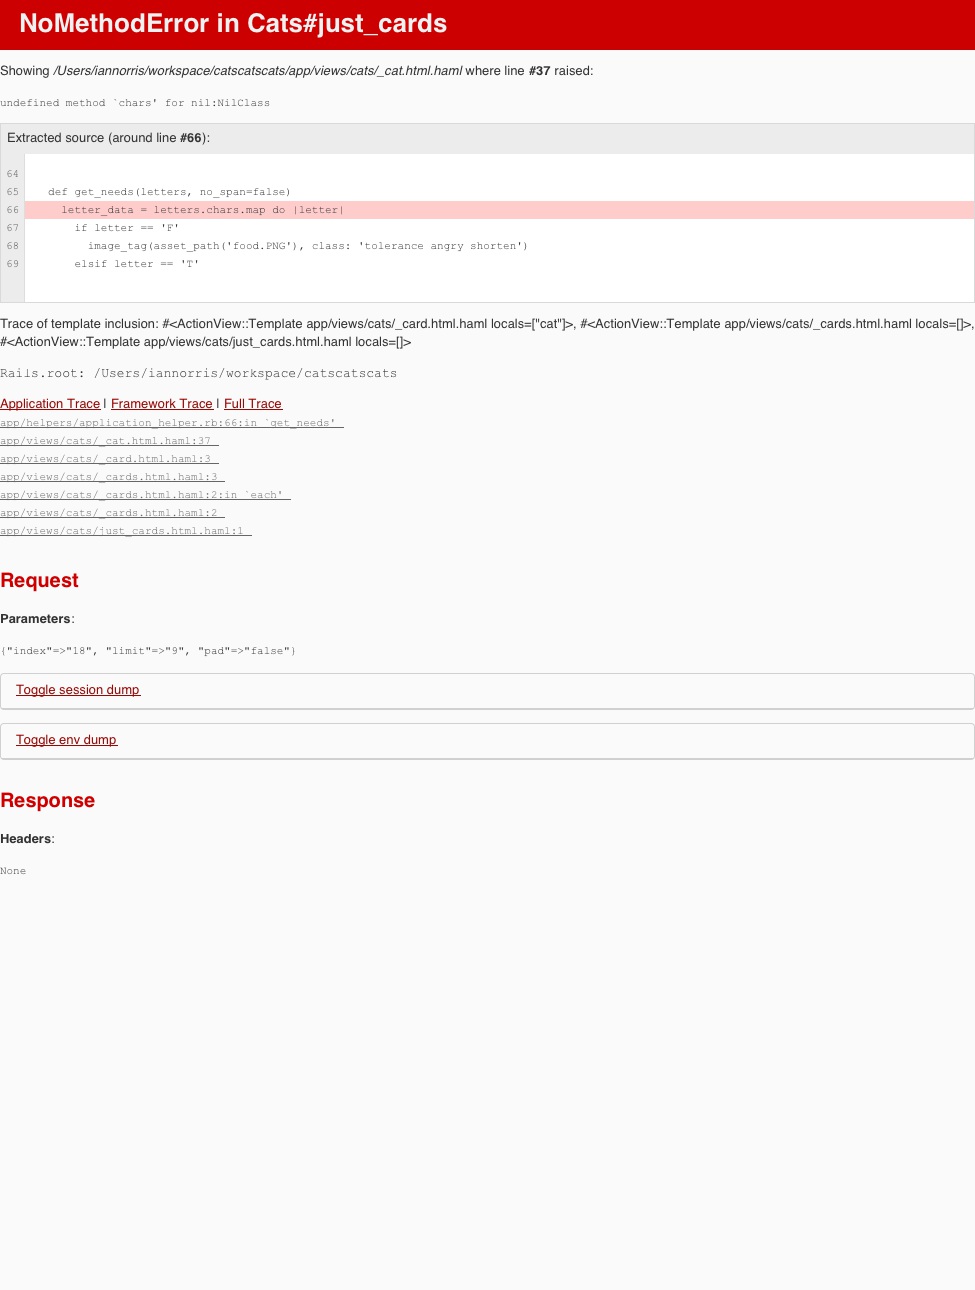 NoMethodError in Cats#just_cards
Showing /Users/iannorris/workspace/catscatscats/app/views/cats/_cat.html.haml where line #37 raised:
undefined method `chars' for nil:NilClass
Extracted source (around line #66):
64
65 def get_needs(letters, no_span=false)
66 letter_data = letters.chars.map do |letter|
67 if letter == 'F'
68 image_tag(asset_path('food.PNG'), class: 'tolerance angry shorten')
69 elsif letter == 'T'
Trace of template inclusion: #<ActionView::Template app/views/cats/_card.html.haml locals=["cat"]>, #<ActionView::Template app/views/cats/_cards.html.haml locals=[]>,
#<ActionView::Template app/views/cats/just_cards.html.haml locals=[]>
Rails.root: /Users/iannorris/workspace/catscatscats
Application Trace | Framework Trace | Full Trace
app/helpers/application_helper.rb:66:in `get_needs'
app/views/cats/_cat.html.haml:37
app/views/cats/_card.html.haml:3
app/views/cats/_cards.html.haml:3
app/views/cats/_cards.html.haml:2:in `each'
app/views/cats/_cards.html.haml:2
app/views/cats/just_cards.html.haml:1
Request
Parameters:
{"index"=>"18", "limit"=>"9", "pad"=>"false"}
Toggle session dump
Toggle env dump
Response
Headers:
None